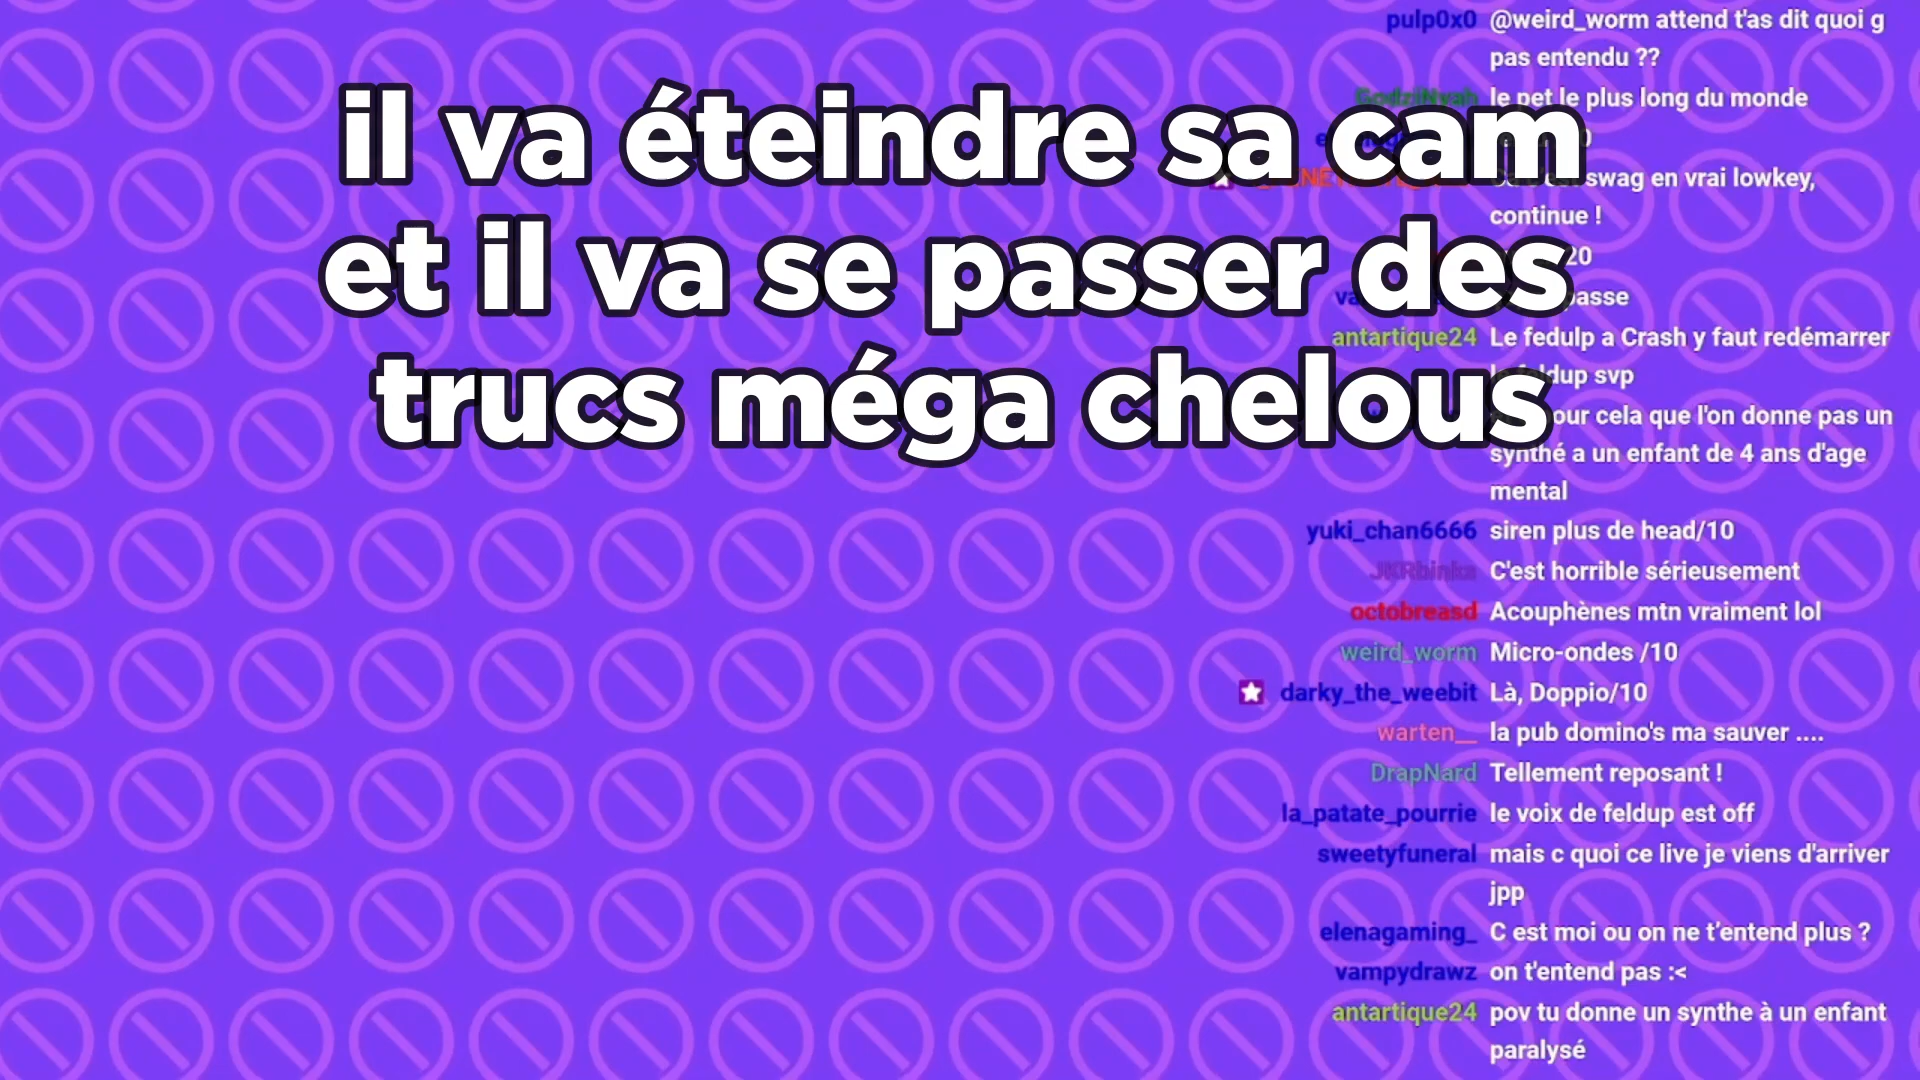 il va éteindre sa cam
et il va se passer des
trucs méga chelous
pulp0x0 @weird_worm attend t'as dit quoi g
pas entendu ??
GodziNyah le pet le plus long du monde
swag en vrai lowkey,
continue !
antartique24 Le fedulp a Crash y faut redémarrer
svp
cela que l'on donne pas un
synthé a un enfant de 4 ans d'age
mental
yuki_chan6666 siren plus de head/10
JKRbinks C'est horrible sérieusement
octobreasd Acouphènes mtn vraiment lol
weird_worm Micro-ondes /10
darky_the_weebit Là, Doppio/10
warten__ la pub domino's ma sauver ....
DrapNard Tellement reposant !
la_patate_pourrie le voix de feldup est off
sweetyfuneral mais c quoi ce live je viens d'arriver
jpp
elenagaming_ C est moi ou on ne t'entend plus ?
vampydrawz on t'entend pas :<
antartique24 pov tu donne un synthe à un enfant
paralysé